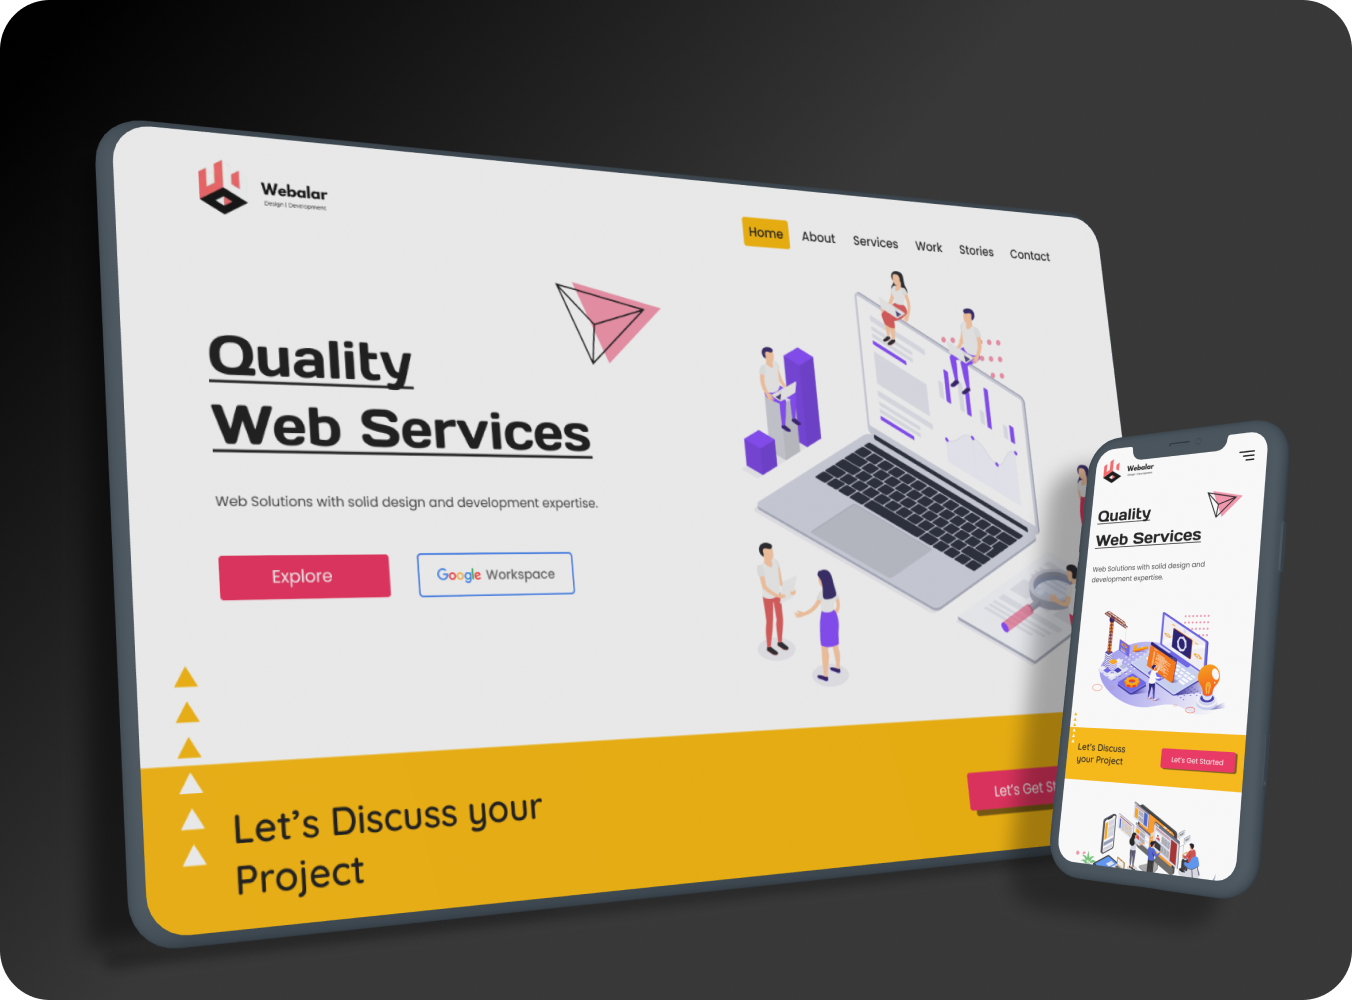 Webalar
Design | Development
Home About Services Work Stories Contact
Quality
Web Services
Web Solutions with solid design and development expertise.
Explore
Google Workspace
Let's Discuss your
Project
Let's Get
Webalar
Quality
Web Services
Web Solutions with solid design and
development expertise.
Let's Discuss
your Project
Let's Get Started